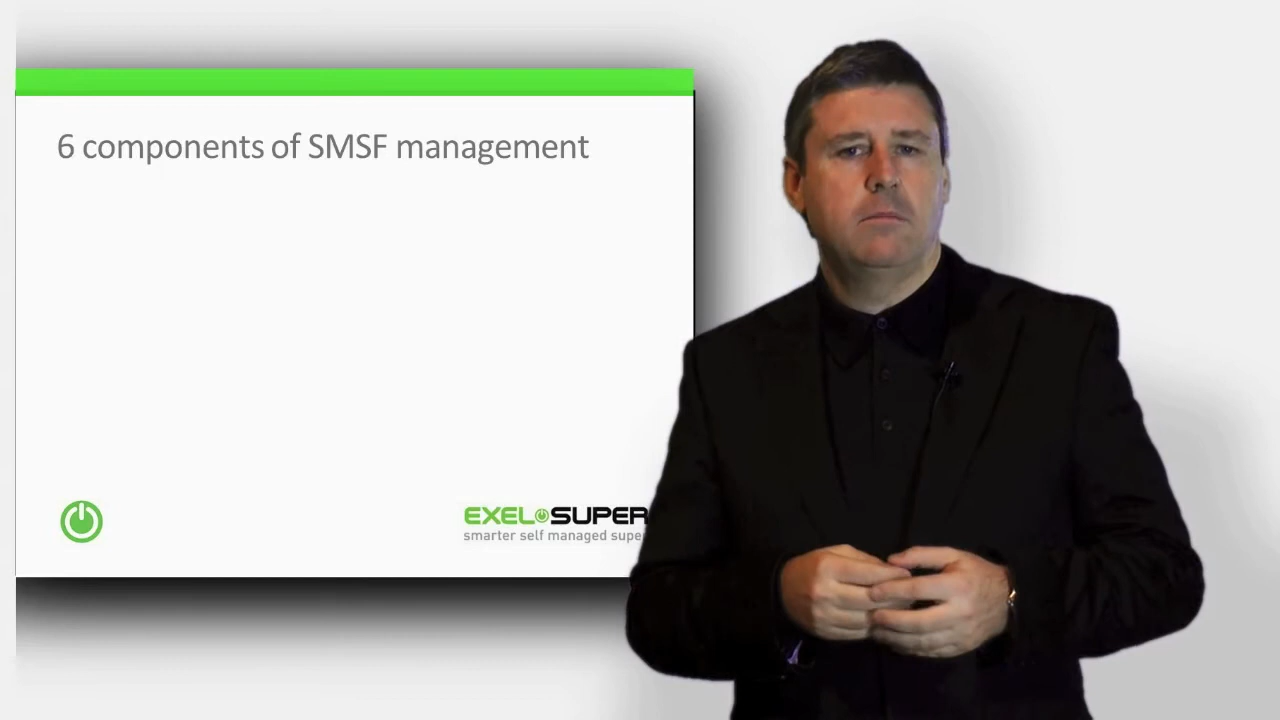 6 components of SMSF management
EXEL SUPER
smarter self managed supe